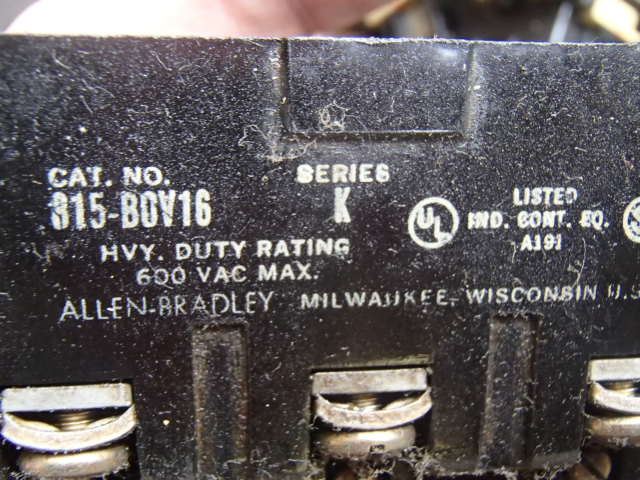 CAT. NO. SERIES
815-BOV16 K
HVY. DUTY RATING
600 VAC MAX.
ALLEN-BRADLEY MILWAUKEE, WISCONSIN U.S
UL LISTED
IND. CONT. EQ.
A191